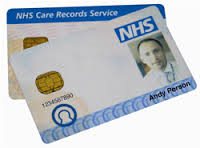 NHS Care Records Service
NHS
1234567890
Andy Person